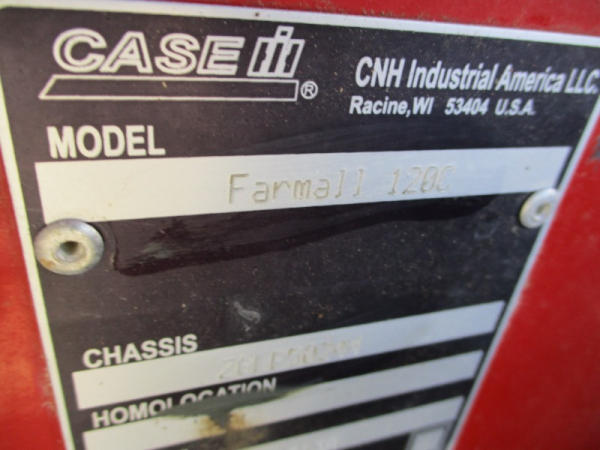 CASE IH ®
CNH Industrial America LLC.
Racine, WI 53404 U.S.A.
MODEL
Farmall 120C
CHASSIS
HOMOLOGATION